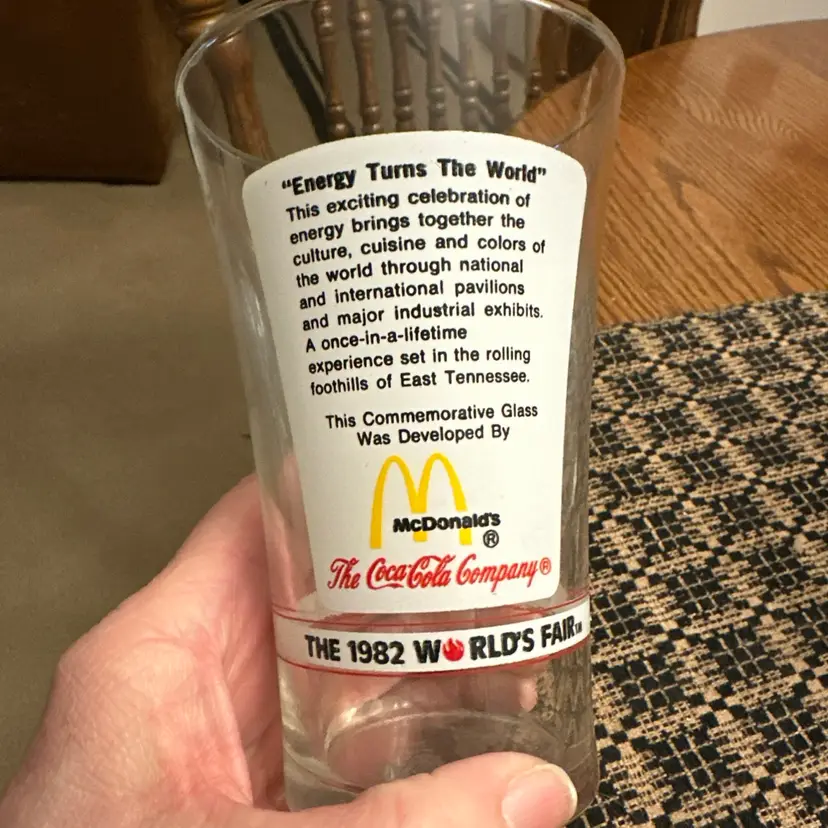 "Energy Turns The World"
This exciting celebration of
energy brings together the
culture, cuisine and colors of
the world through national
and international pavilions
and major industrial exhibits.
A once-in-a-lifetime
experience set in the rolling
foothills of East Tennessee.
This Commemorative Glass
Was Developed By
McDonald's
®
The Coca-Cola Company®
THE 1982 WORLD'S FAIR™